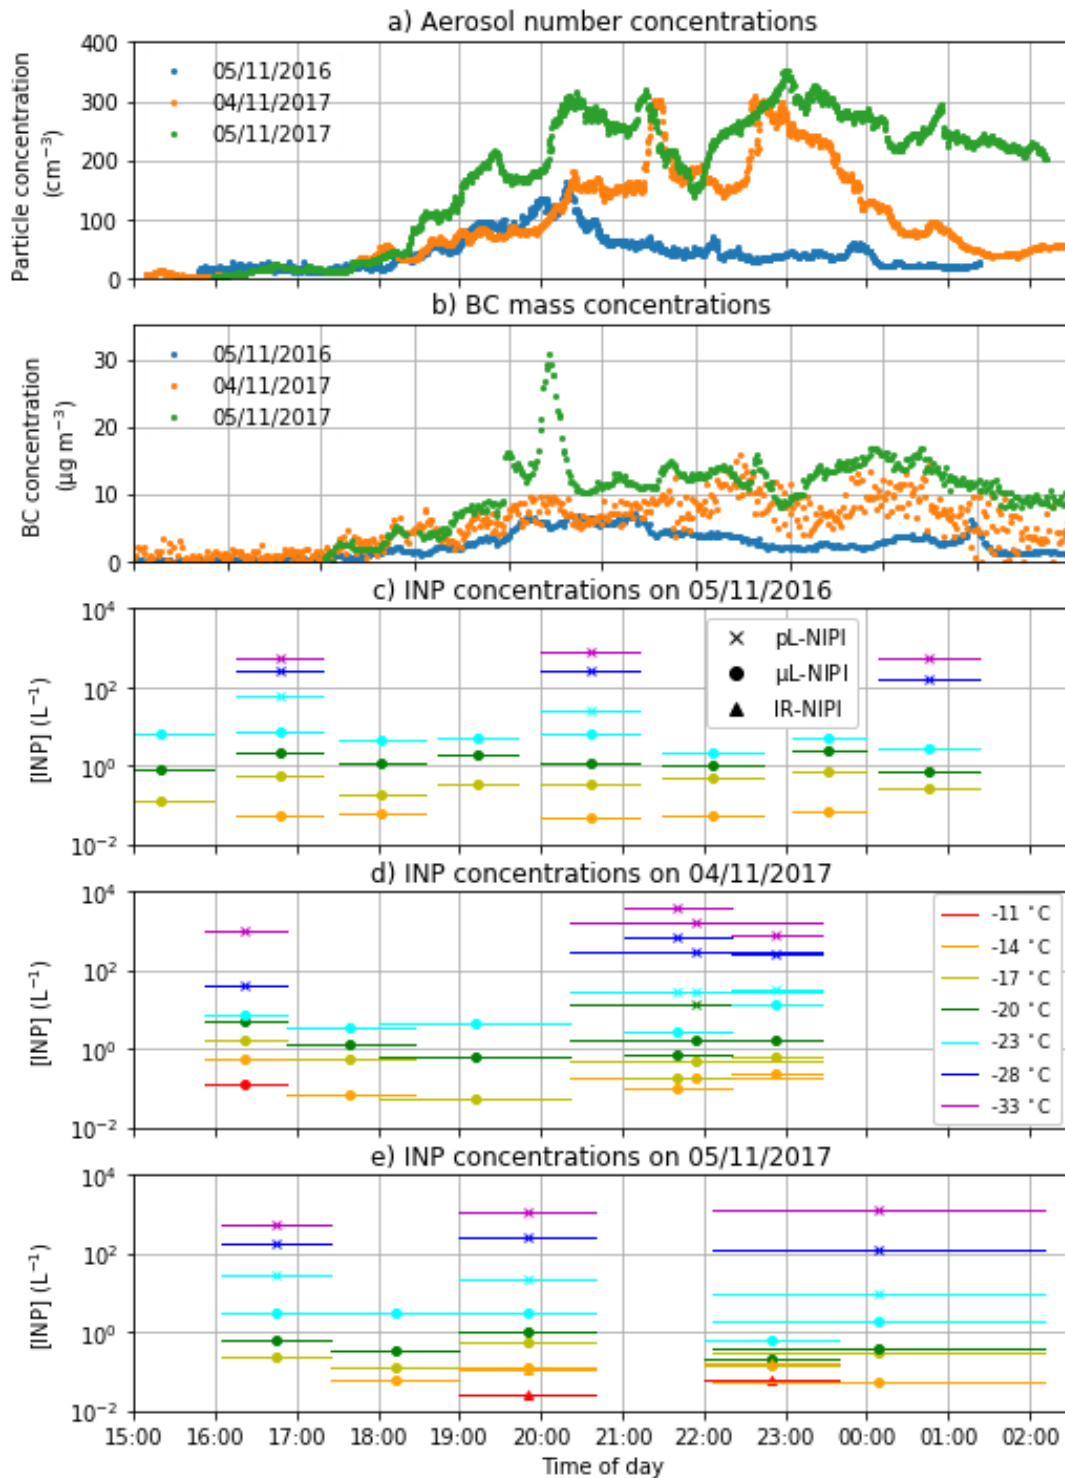 a) Aerosol number concentrations
Particle concentration
(cm⁻³)
400
300
200
100
0
05/11/2016
04/11/2017
05/11/2017
b) BC mass concentrations
BC concentration
(µg m⁻³)
30
20
10
0
05/11/2016
04/11/2017
05/11/2017
c) INP concentrations on 05/11/2016
[INP] (L⁻¹)
10⁴
10²
10⁰
10⁻²
pL-NIPI
µL-NIPI
IR-NIPI
d) INP concentrations on 04/11/2017
[INP] (L⁻¹)
10⁴
10²
10⁰
10⁻²
-11 °C
-14 °C
-17 °C
-20 °C
-23 °C
-28 °C
-33 °C
e) INP concentrations on 05/11/2017
[INP] (L⁻¹)
10⁴
10²
10⁰
10⁻²
15:00 16:00 17:00 18:00 19:00 20:00 21:00 22:00 23:00 00:00 01:00 02:00
Time of day